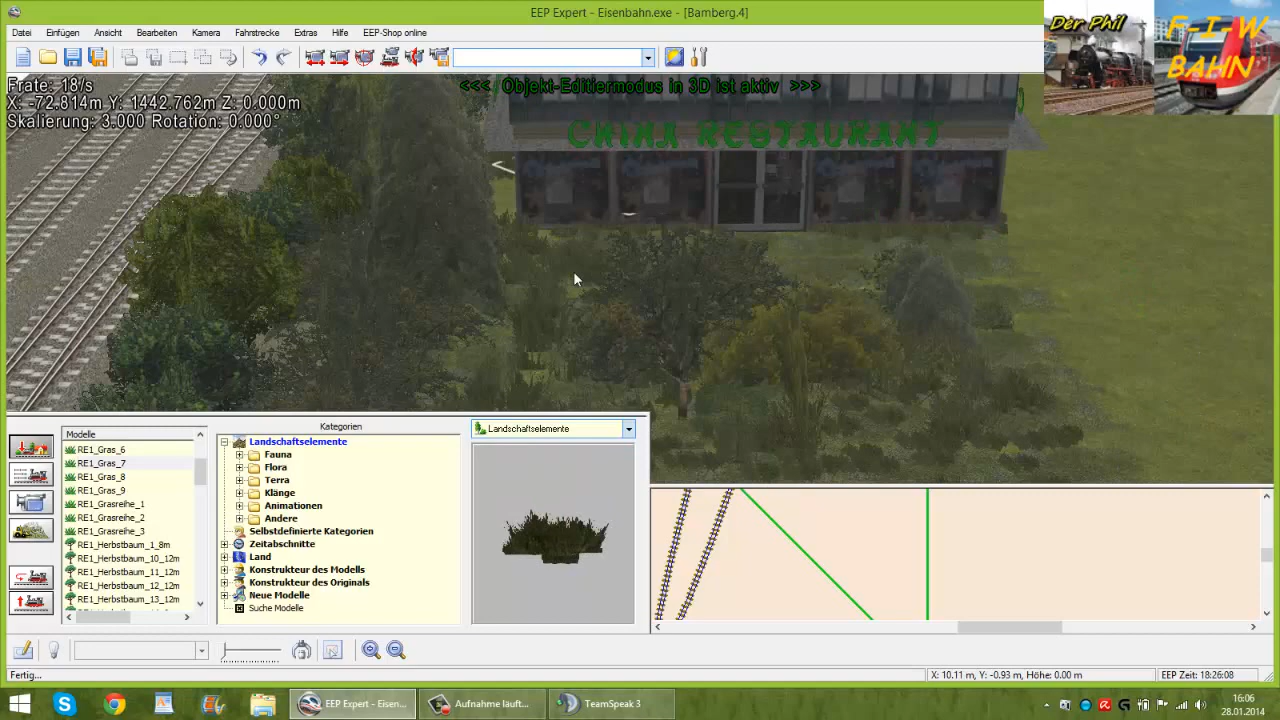 EEP Expert - Eisenbahn.exe - [Bamberg.4]
Datei Einfügen Ansicht Bearbeiten Kamera Fahrstrecke Extras Hilfe EEP-Shop online
Der Phil
F-I-W
BAHN
Frate: 18/s
X: -72.814m Y: 1442.762m Z: 0.000m
Skalierung: 3.000 Rotation: 0.000°
<<< Objekt-Editiermodus in 3D ist aktiv >>>
CHINA RESTAURANT
Modelle
RE1_Gras_6
RE1_Gras_7
RE1_Gras_8
RE1_Gras_9
RE1_Grasreihe_1
RE1_Grasreihe_2
RE1_Grasreihe_3
RE1_Herbstbaum_1_8m
RE1_Herbstbaum_10_12m
RE1_Herbstbaum_11_12m
RE1_Herbstbaum_12_12m
RE1_Herbstbaum_13_12m
Kategorien
Landschaftselemente
Fauna
Flora
Terra
Klänge
Animationen
Andere
Selbstdefinierte Kategorien
Zeitabschnitte
Land
Konstrukteur des Modells
Konstrukteur des Originals
Neue Modelle
Suche Modelle
Landschaftselemente
Fertig...
X: 10.11 m, Y: -0.93 m, Höhe: 0.00 m
EEP Zeit: 18:26:08
EEP Expert - Eisenb...
Aufnahme läuft...
TeamSpeak 3
16:06
28.01.2014